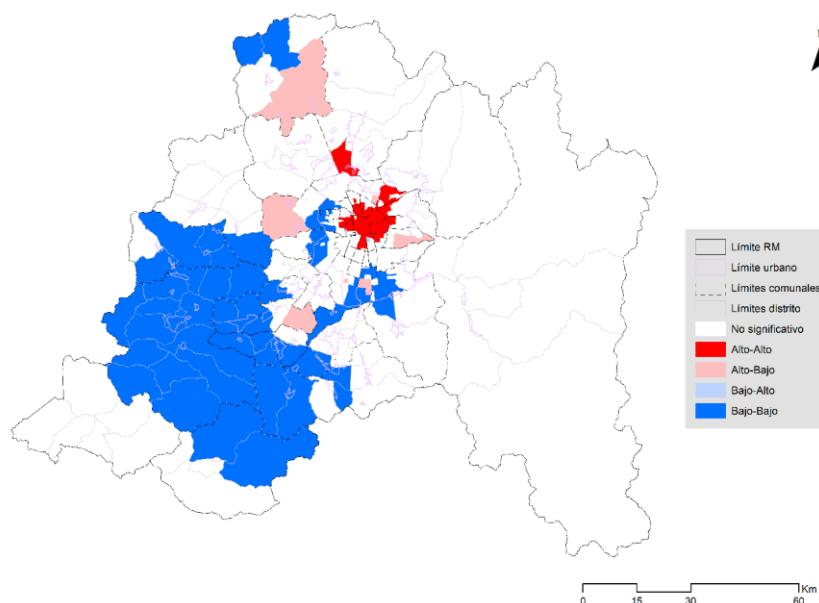 Límite RM
Límite urbano
Límites comunales
Límites distrito
No significativo
Alto-Alto
Alto-Bajo
Bajo-Alto
Bajo-Bajo
Km
0 15 30 60